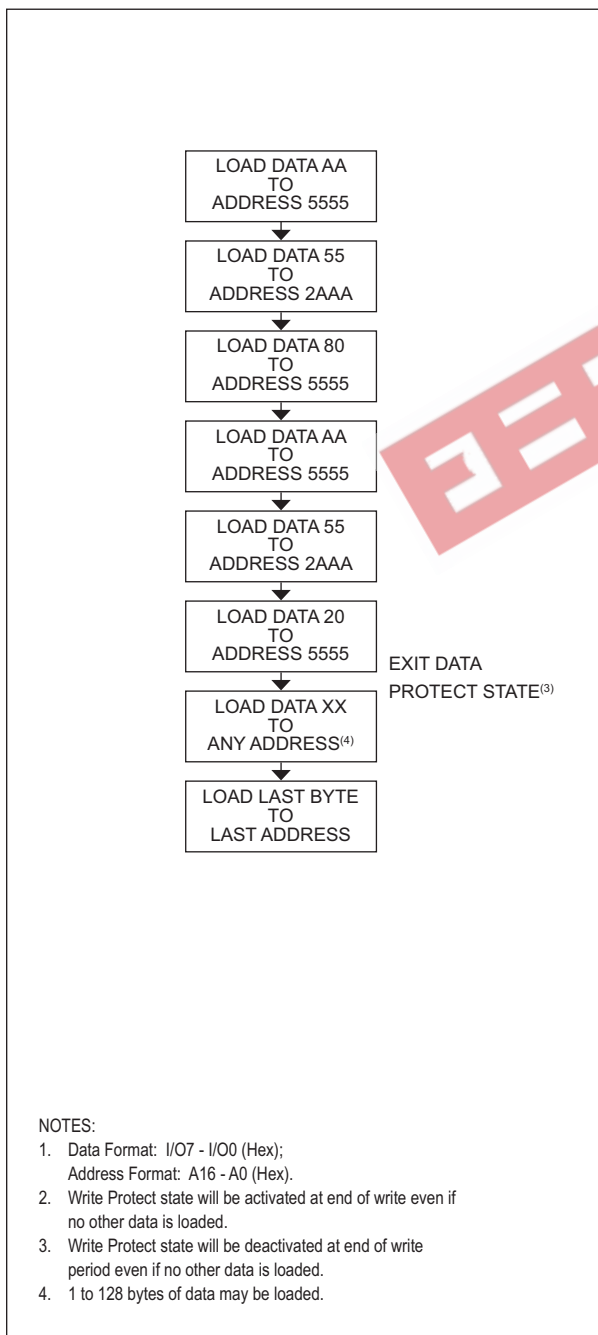 LOAD DATA AA
TO
ADDRESS 5555
LOAD DATA 55
TO
ADDRESS 2AAA
LOAD DATA 80
TO
ADDRESS 5555
LOAD DATA AA
TO
ADDRESS 5555
LOAD DATA 55
TO
ADDRESS 2AAA
LOAD DATA 20
TO
ADDRESS 5555
EXIT DATA
PROTECT STATE(3)
LOAD DATA XX
TO
ANY ADDRESS(4)
LOAD LAST BYTE
TO
LAST ADDRESS
NOTES:
1. Data Format: I/O7 - I/O0 (Hex);
Address Format: A16 - A0 (Hex).
2. Write Protect state will be activated at end of write even if
no other data is loaded.
3. Write Protect state will be deactivated at end of write
period even if no other data is loaded.
4. 1 to 128 bytes of data may be loaded.